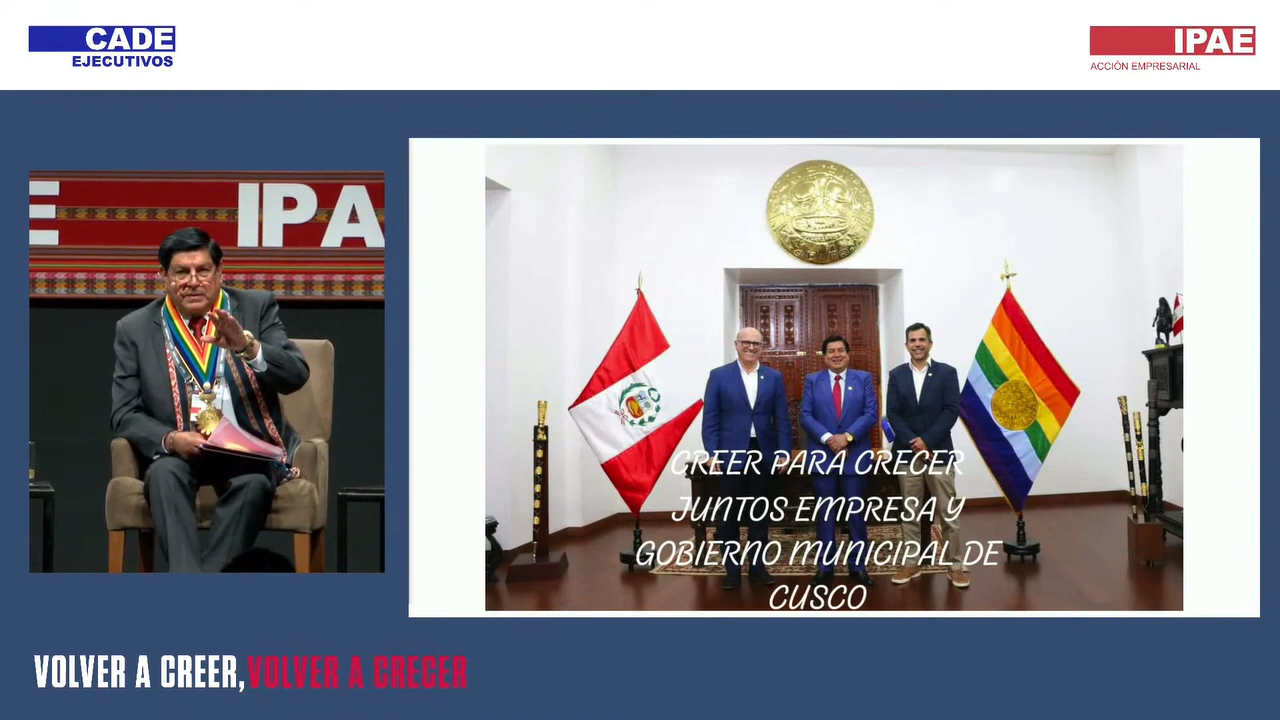 CADE
EJECUTIVOS
IPAE
ACCIÓN EMPRESARIAL
E IPA
CREER PARA CRECER
JUNTOS EMPRESA Y
GOBIERNO MUNICIPAL DE
CUSCO
VOLVER A CREER, VOLVER A CRECER